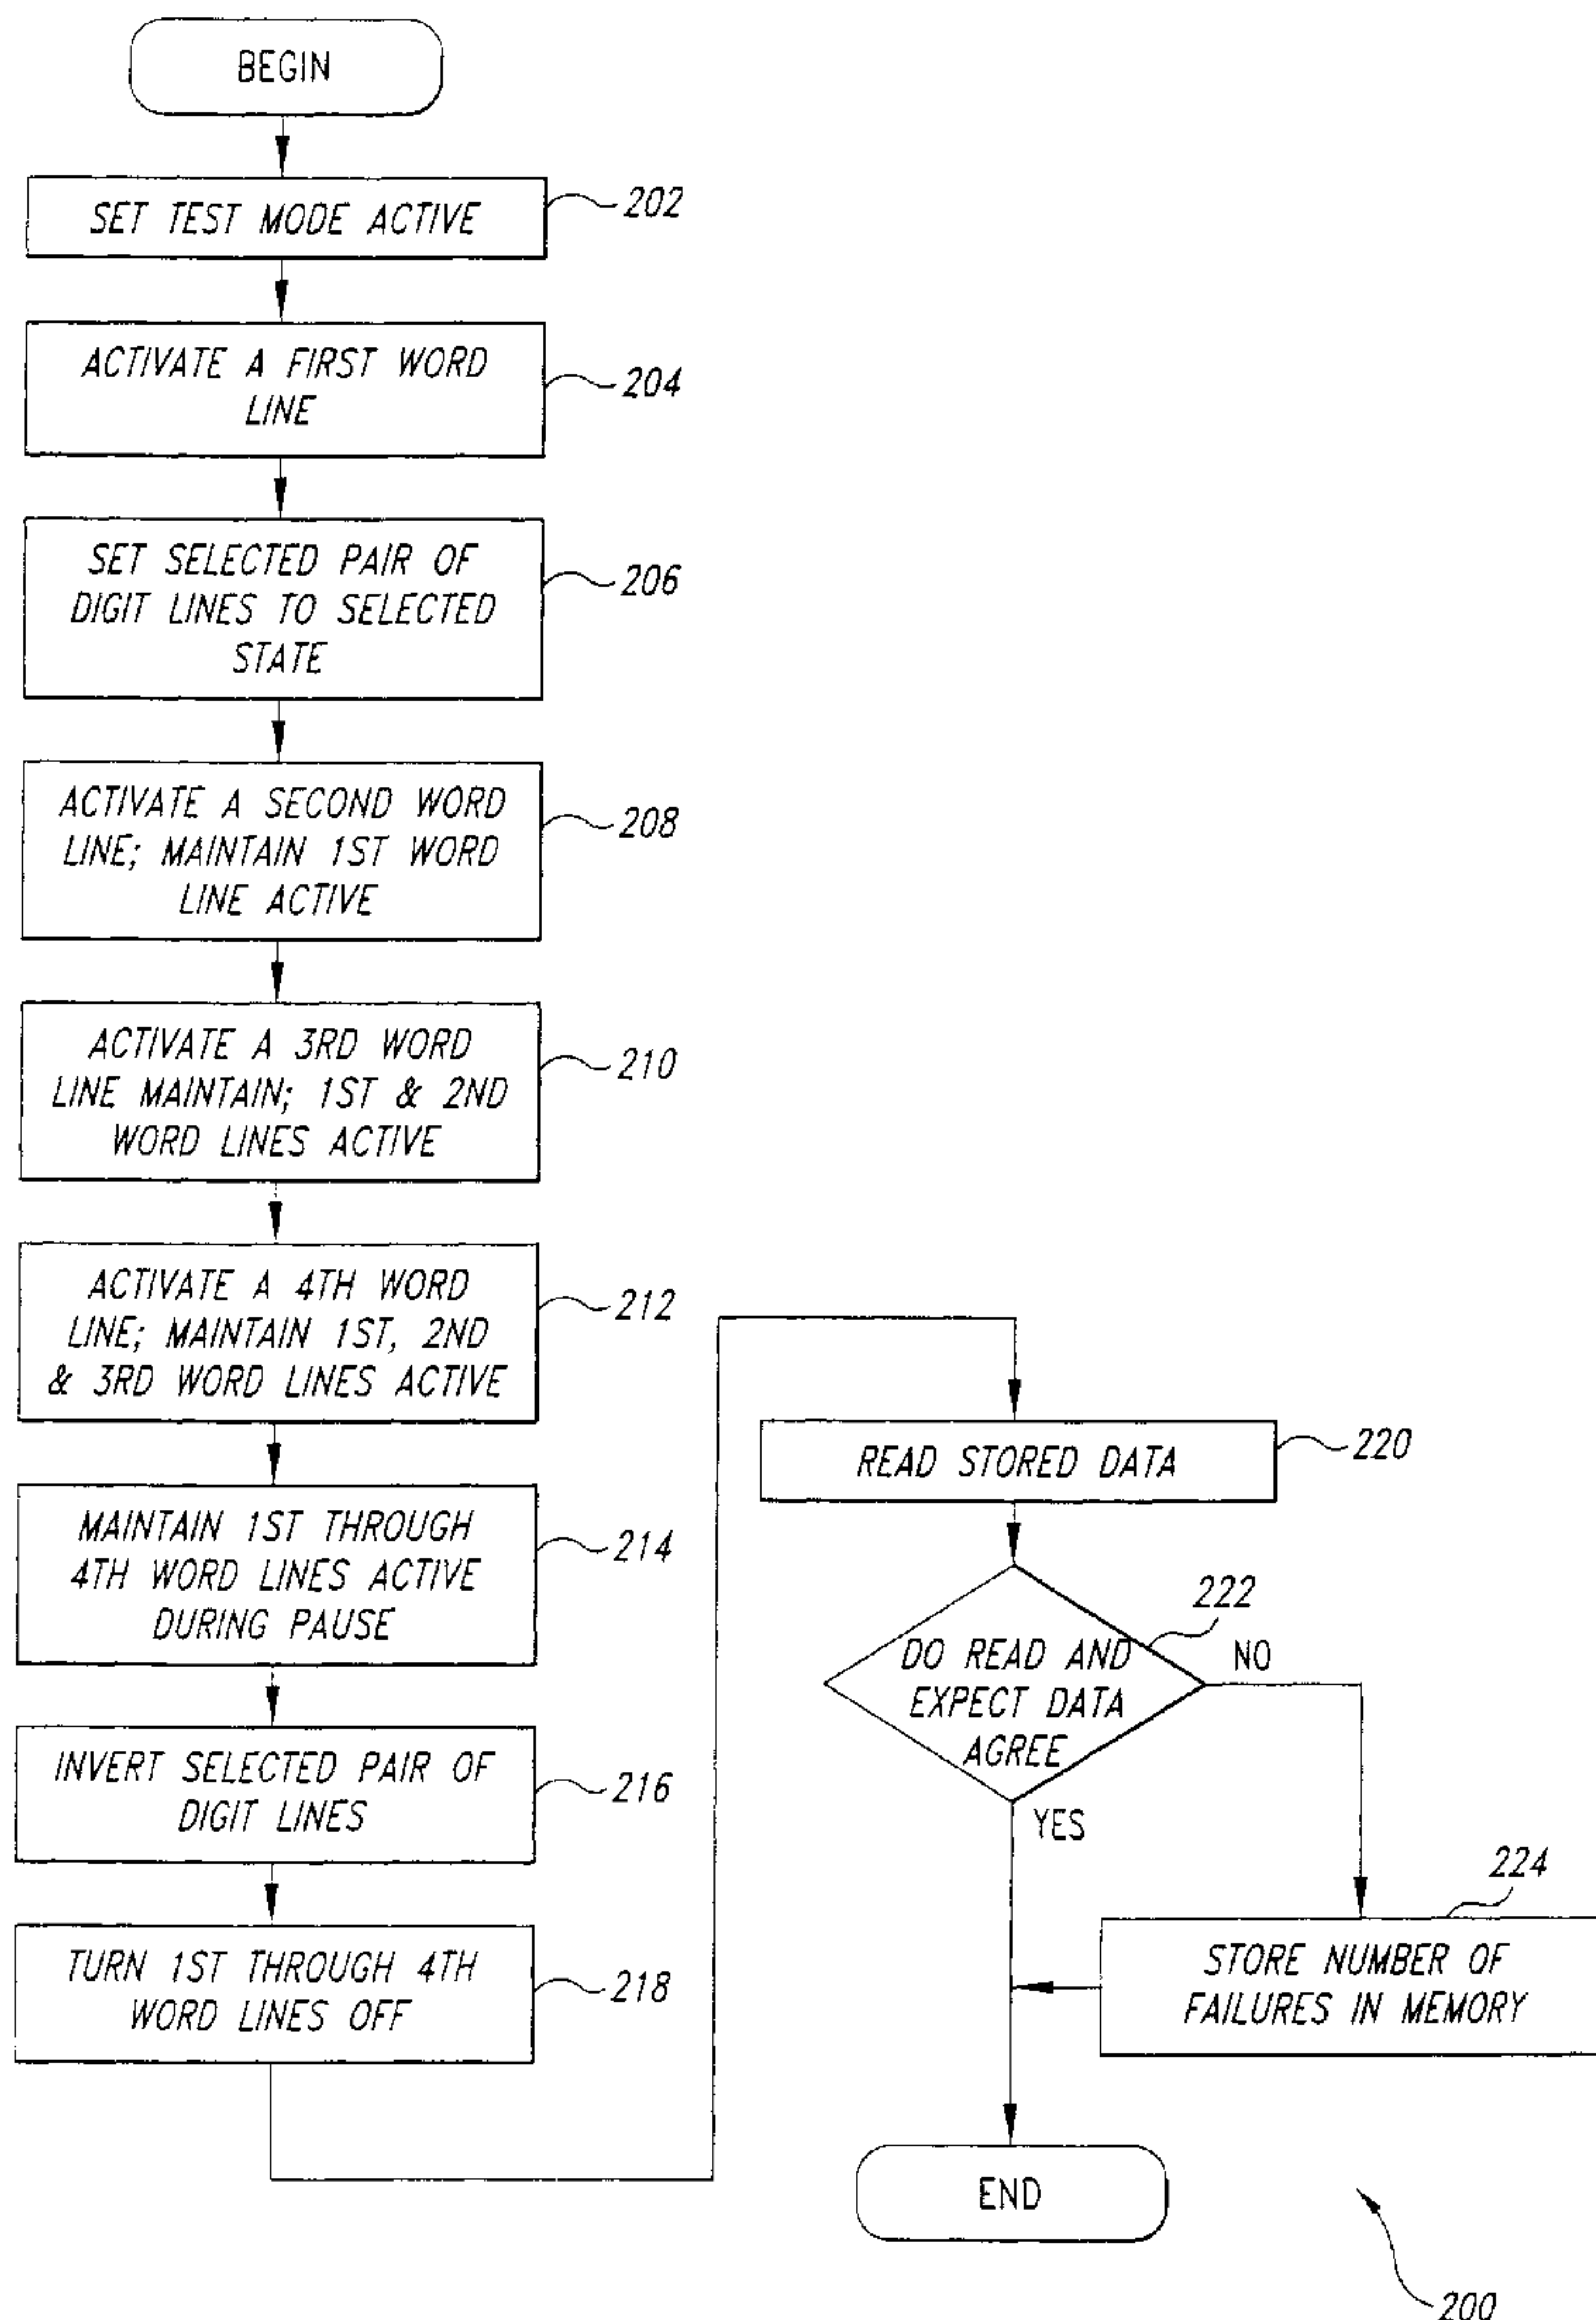 BEGIN
SET TEST MODE ACTIVE
202
ACTIVATE A FIRST WORD
LINE
204
SET SELECTED PAIR OF
DIGIT LINES TO SELECTED
STATE
206
ACTIVATE A SECOND WORD
LINE; MAINTAIN 1ST WORD
LINE ACTIVE
208
ACTIVATE A 3RD WORD
LINE MAINTAIN; 1ST & 2ND
WORD LINES ACTIVE
210
ACTIVATE A 4TH WORD
LINE; MAINTAIN 1ST, 2ND
& 3RD WORD LINES ACTIVE
212
MAINTAIN 1ST THROUGH
4TH WORD LINES ACTIVE
DURING PAUSE
214
INVERT SELECTED PAIR OF
DIGIT LINES
216
TURN 1ST THROUGH 4TH
WORD LINES OFF
218
READ STORED DATA
220
DO READ AND
EXPECT DATA
AGREE
222
NO
YES
224
STORE NUMBER OF
FAILURES IN MEMORY
END
200